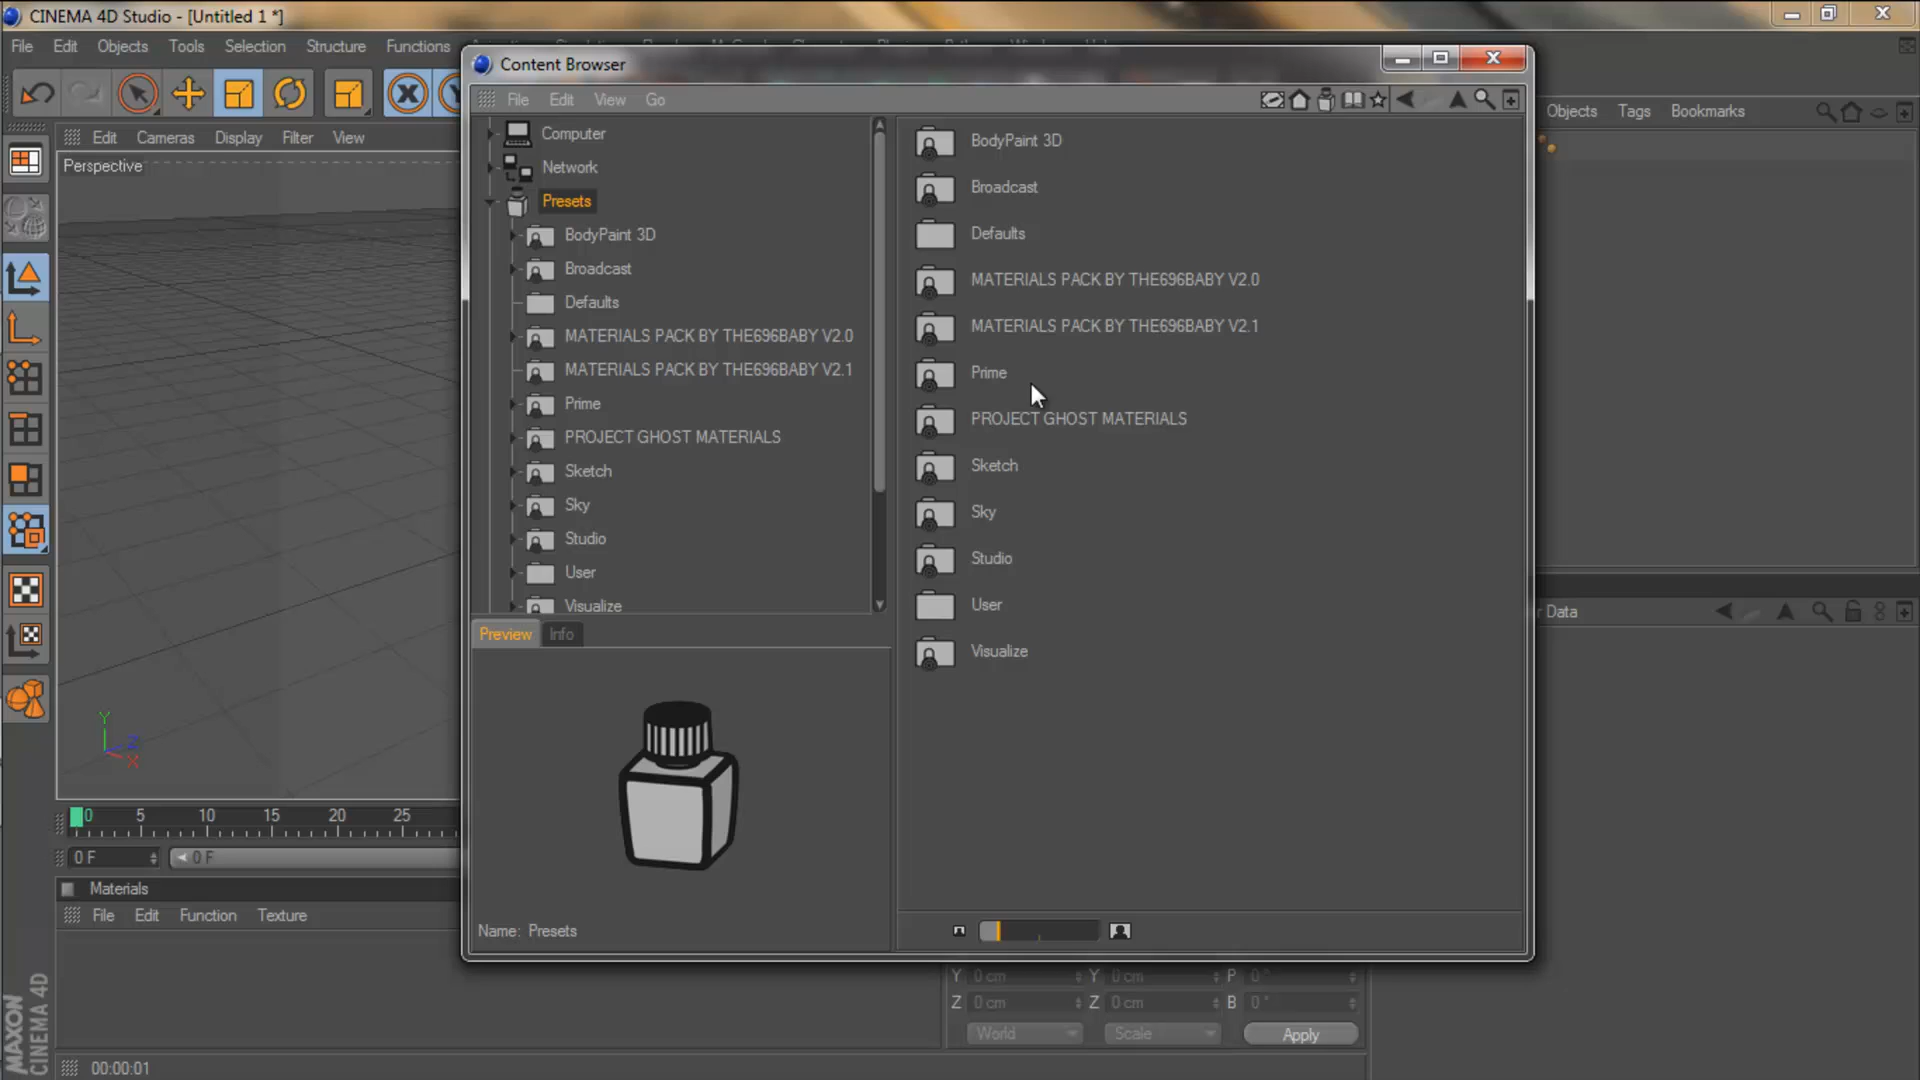 CINEMA 4D Studio - [Untitled 1 *]
File Edit Objects Tools Selection Structure Functions
Content Browser
File Edit View Go
Objects Tags Bookmarks
Edit Cameras Display Filter View
Perspective
Computer
Network
Presets
BodyPaint 3D
Broadcast
Defaults
MATERIALS PACK BY THE696BABY V2.0
MATERIALS PACK BY THE696BABY V2.1
Prime
PROJECT GHOST MATERIALS
Sketch
Sky
Studio
User
Visualize
BodyPaint 3D
Broadcast
Defaults
MATERIALS PACK BY THE696BABY V2.0
MATERIALS PACK BY THE696BABY V2.1
Prime
PROJECT GHOST MATERIALS
Sketch
Sky
Studio
User
Visualize
Preview Info
Name: Presets
r Data
Y
Z
X
0 5 10 15 20 25
0 F
0 F
Materials
File Edit Function Texture
Y 0 cm Y 0 cm P 0 °
Z 0 cm Z 0 cm B 0 °
World Scale Apply
00:00:01
MAXON
CINEMA 4D